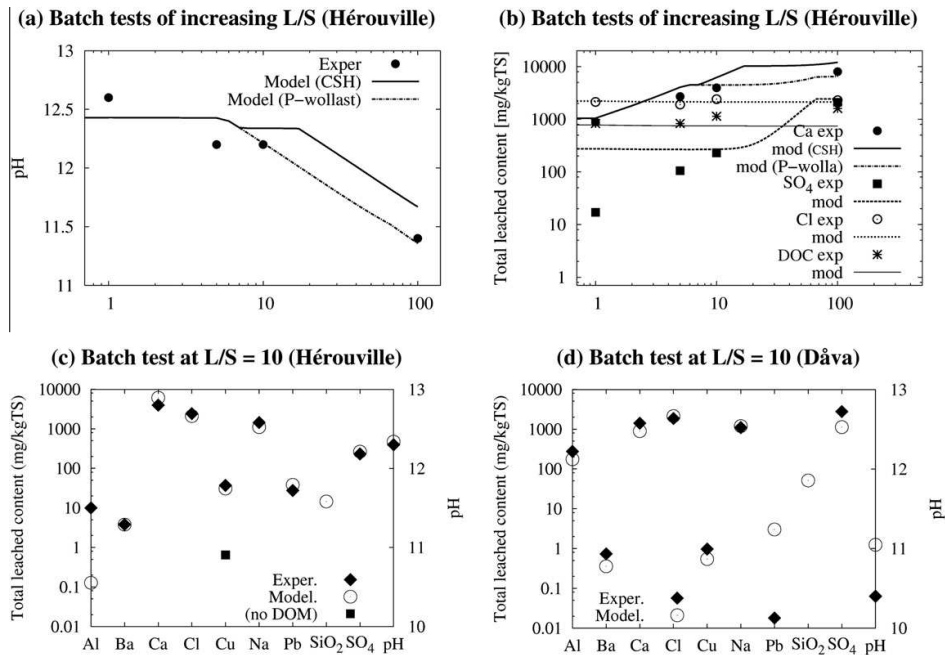 (a) Batch tests of increasing L/S (Hérouville)
13
12.5
12
11.5
11
pH
Exper
Model (CSH)
Model (P-wollast)
1
10
100
(b) Batch tests of increasing L/S (Hérouville)
Total leached content [mg/kgTS]
10000
1000
100
10
1
Ca exp
mod (CSH)
mod (P-wolla)
SO4 exp
mod
Cl exp
mod
DOC exp
mod
1
10
100
(c) Batch test at L/S = 10 (Hérouville)
Total leached content (mg/kgTS)
10000
1000
100
10
1
0.1
0.01
13
12
11
10
pH
Exper.
Model.
(no DOM)
Al Ba Ca Cl Cu Na Pb SiO2 SO4 pH
(d) Batch test at L/S = 10 (Dåva)
Total leached content (mg/kgTS)
10000
1000
100
10
1
0.1
0.01
13
12
11
10
pH
Exper.
Model.
Al Ba Ca Cl Cu Na Pb SiO2 SO4 pH